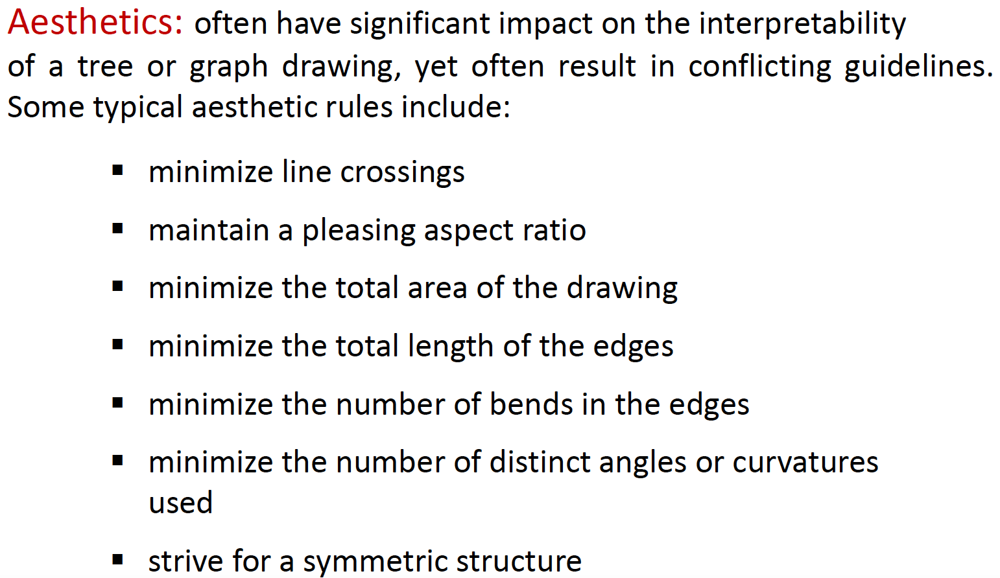 Aesthetics: often have significant impact on the interpretability
of a tree or graph drawing, yet often result in conflicting guidelines.
Some typical aesthetic rules include:
▪ minimize line crossings
▪ maintain a pleasing aspect ratio
▪ minimize the total area of the drawing
▪ minimize the total length of the edges
▪ minimize the number of bends in the edges
▪ minimize the number of distinct angles or curvatures
used
▪ strive for a symmetric structure